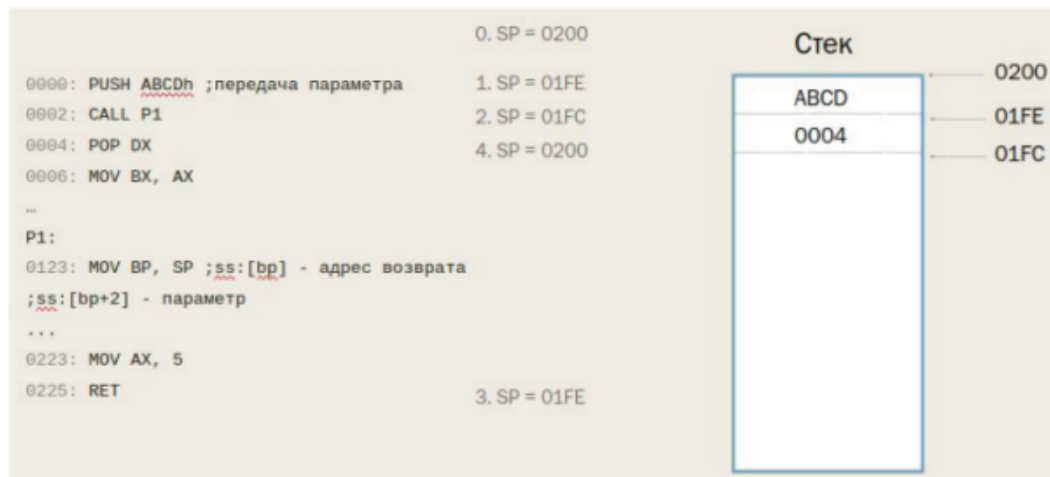 0. SP = 0200
0000: PUSH ABCDh ;передача параметра
1. SP = 01FE
0002: CALL P1
2. SP = 01FC
0004: POP DX
4. SP = 0200
0006: MOV BX, AX
…
P1:
0123: MOV BP, SP ;ss:[bp] - адрес возврата
;ss:[bp+2] - параметр
...
0223: MOV AX, 5
0225: RET
3. SP = 01FE
Стек
0200
ABCD
01FE
0004
01FC